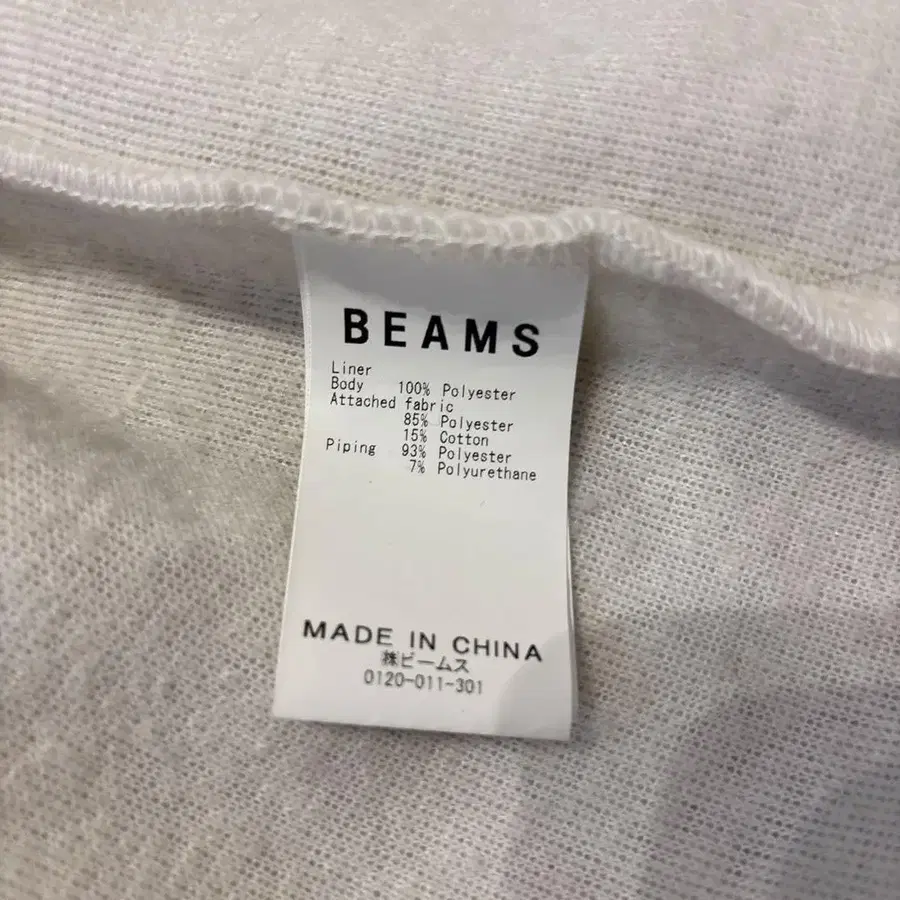 BEAMS
Liner
Body 100% Polyester
Attached fabric
85% Polyester
15% Cotton
Piping 93% Polyester
7% Polyurethane
MADE IN CHINA
㈱ビームス
0120-011-301